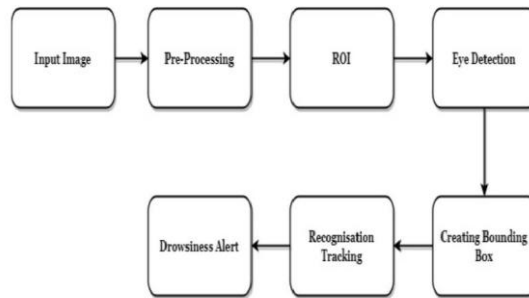 Input Image
Pre-Processing
ROI
Eye Detection
Creating Bounding
Box
Recognisation
Tracking
Drowsiness Alert